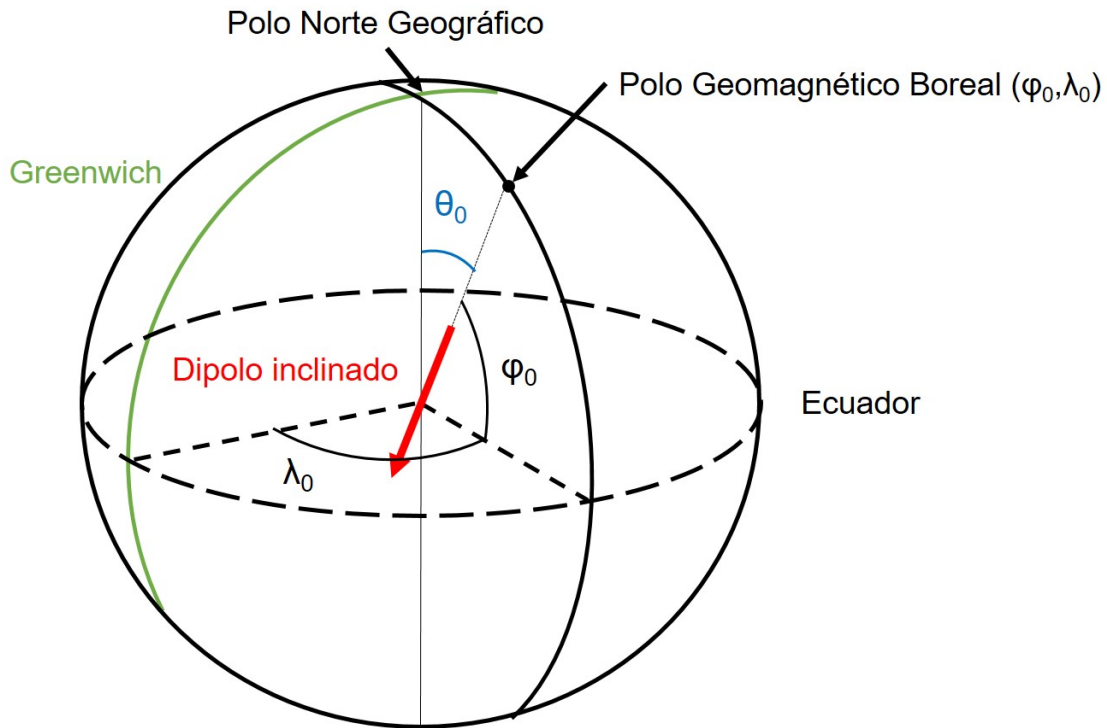 Polo Norte Geográfico
Polo Geomagnético Boreal (φ₀,λ₀)
Greenwich
θ₀
Dipolo inclinado
φ₀
Ecuador
λ₀